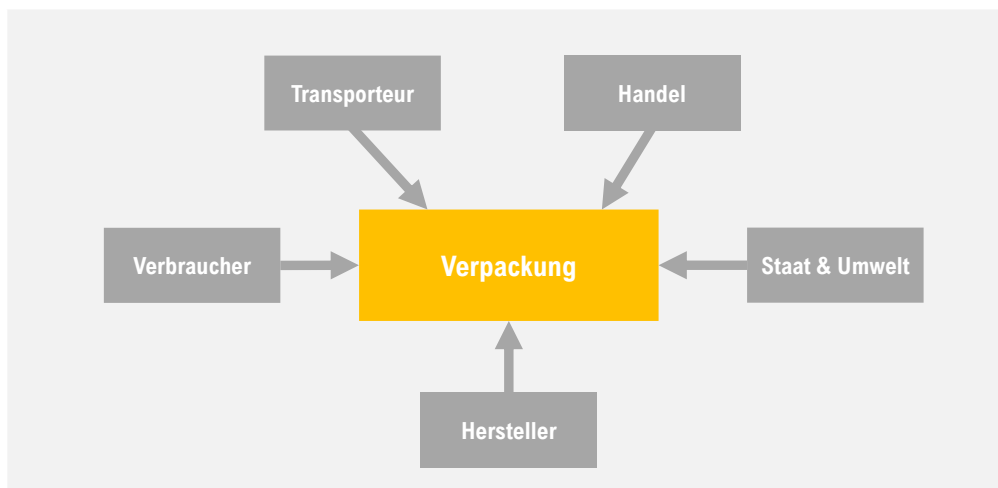 Transporteur
Handel
Verbraucher
Verpackung
Staat & Umwelt
Hersteller